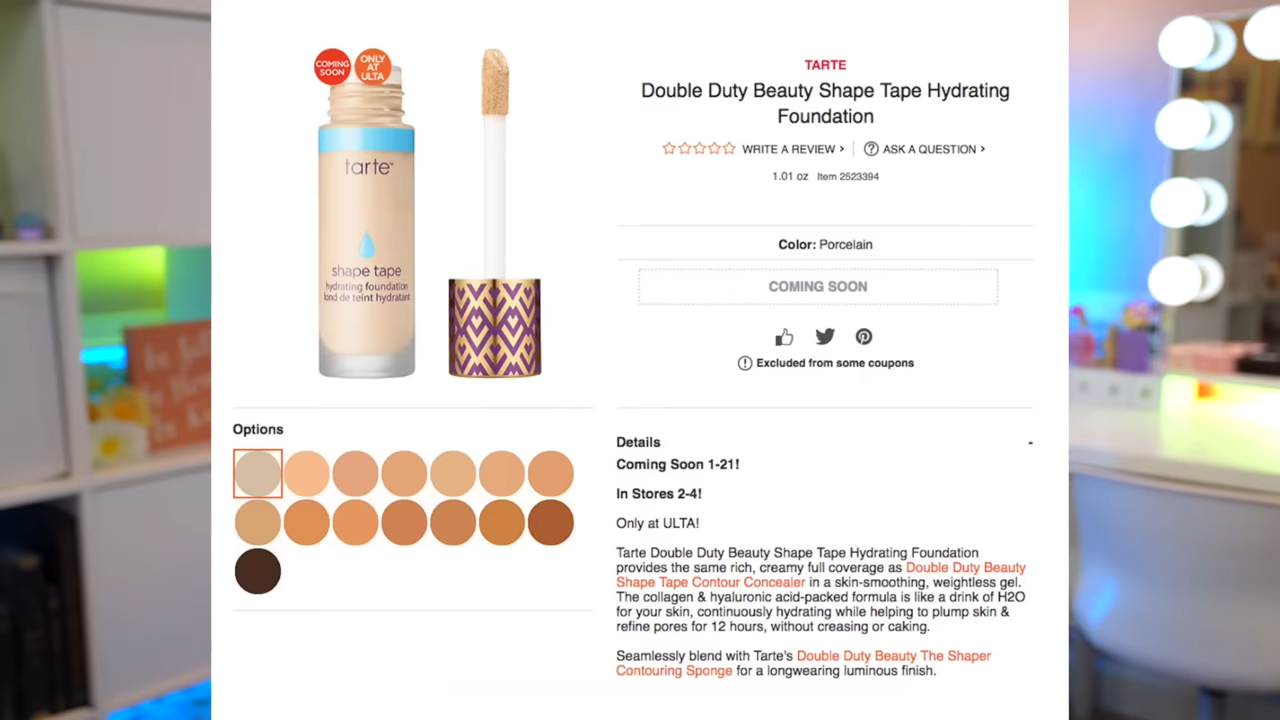 COMING SOON
ONLY AT ULTA
tarte™
shape tape
hydrating foundation
fond de teint hydratant
TARTE
Double Duty Beauty Shape Tape Hydrating
Foundation
WRITE A REVIEW ›
ASK A QUESTION ›
1.01 oz Item 2523394
Color: Porcelain
COMING SOON
Excluded from some coupons
Options
Details -
Coming Soon 1-21!
In Stores 2-4!
Only at ULTA!
Tarte Double Duty Beauty Shape Tape Hydrating Foundation
provides the same rich, creamy full coverage as Double Duty Beauty
Shape Tape Contour Concealer in a skin-smoothing, weightless gel.
The collagen & hyaluronic acid-packed formula is like a drink of H2O
for your skin, continuously hydrating while helping to plump skin &
refine pores for 12 hours, without creasing or caking.
Seamlessly blend with Tarte's Double Duty Beauty The Shaper
Contouring Sponge for a longwearing luminous finish.